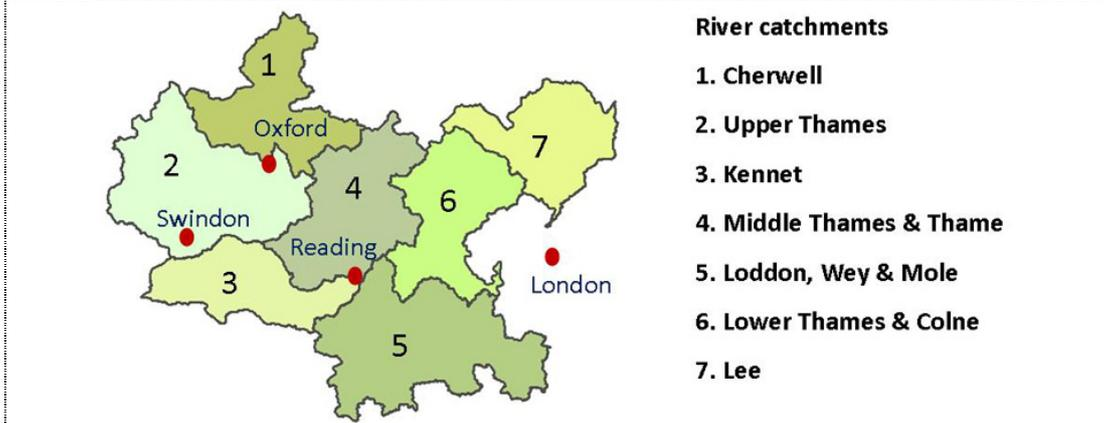 1
Oxford
2
Swindon
3
4
Reading
5
6
7
London
River catchments
1. Cherwell
2. Upper Thames
3. Kennet
4. Middle Thames & Thame
5. Loddon, Wey & Mole
6. Lower Thames & Colne
7. Lee